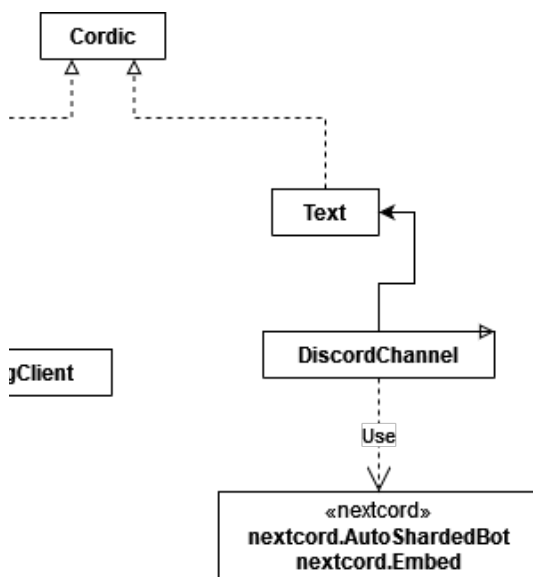 Cordic
Text
DiscordChannel
gClient
Use
«nextcord»
nextcord.AutoShardedBot
nextcord.Embed